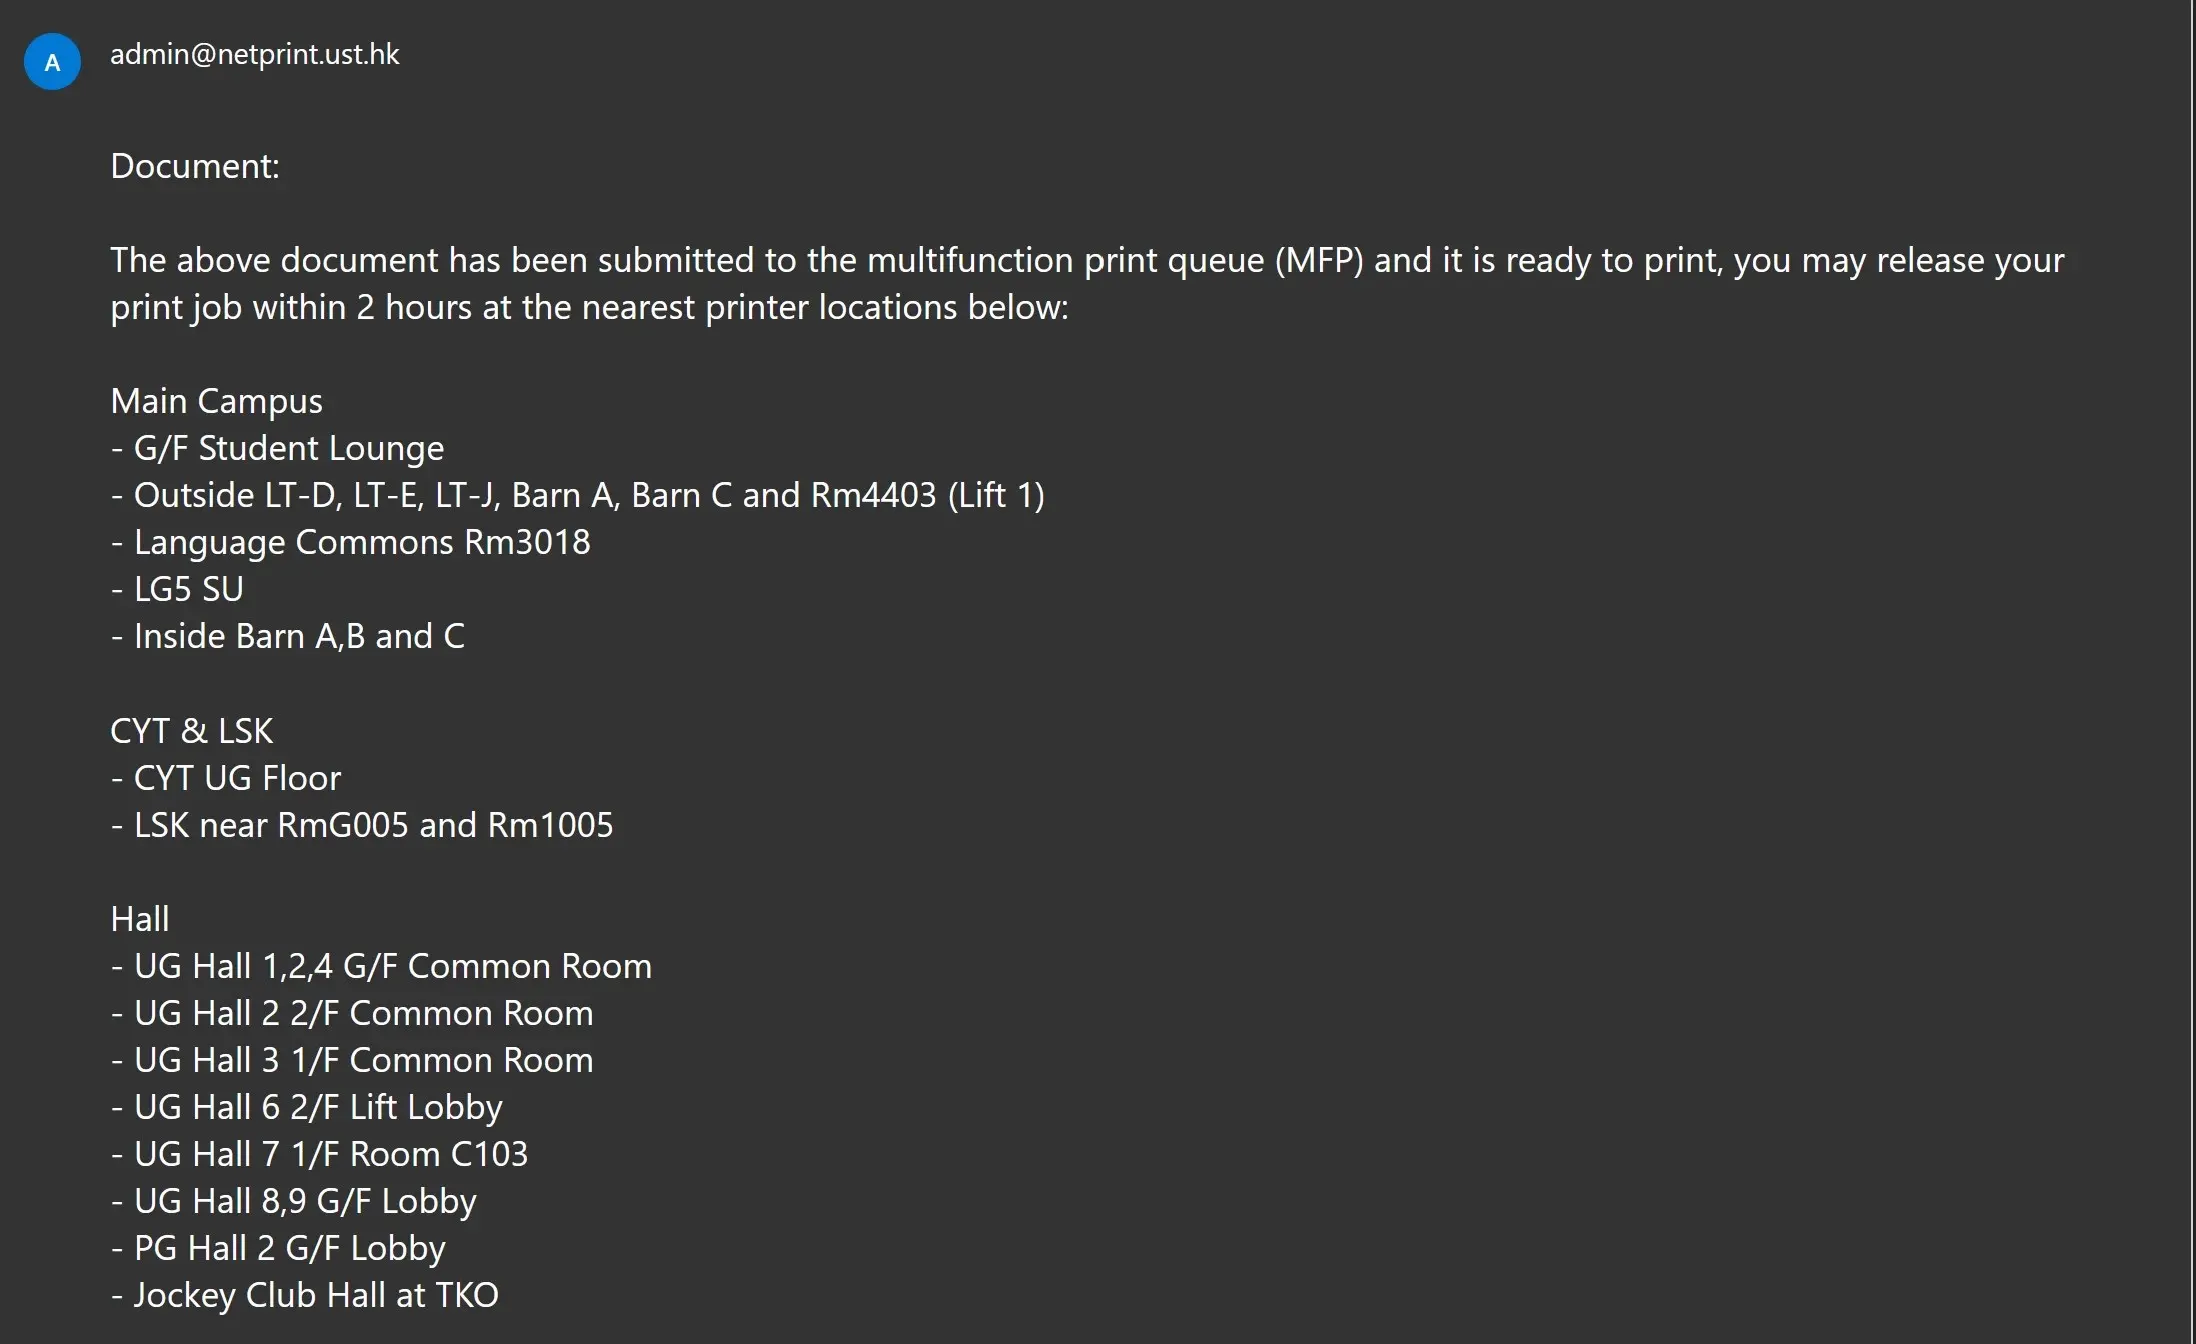 A
admin@netprint.ust.hk
Document:
The above document has been submitted to the multifunction print queue (MFP) and it is ready to print, you may release your
print job within 2 hours at the nearest printer locations below:
Main Campus
- G/F Student Lounge
- Outside LT-D, LT-E, LT-J, Barn A, Barn C and Rm4403 (Lift 1)
- Language Commons Rm3018
- LG5 SU
- Inside Barn A,B and C
CYT & LSK
- CYT UG Floor
- LSK near RmG005 and Rm1005
Hall
- UG Hall 1,2,4 G/F Common Room
- UG Hall 2 2/F Common Room
- UG Hall 3 1/F Common Room
- UG Hall 6 2/F Lift Lobby
- UG Hall 7 1/F Room C103
- UG Hall 8,9 G/F Lobby
- PG Hall 2 G/F Lobby
- Jockey Club Hall at TKO